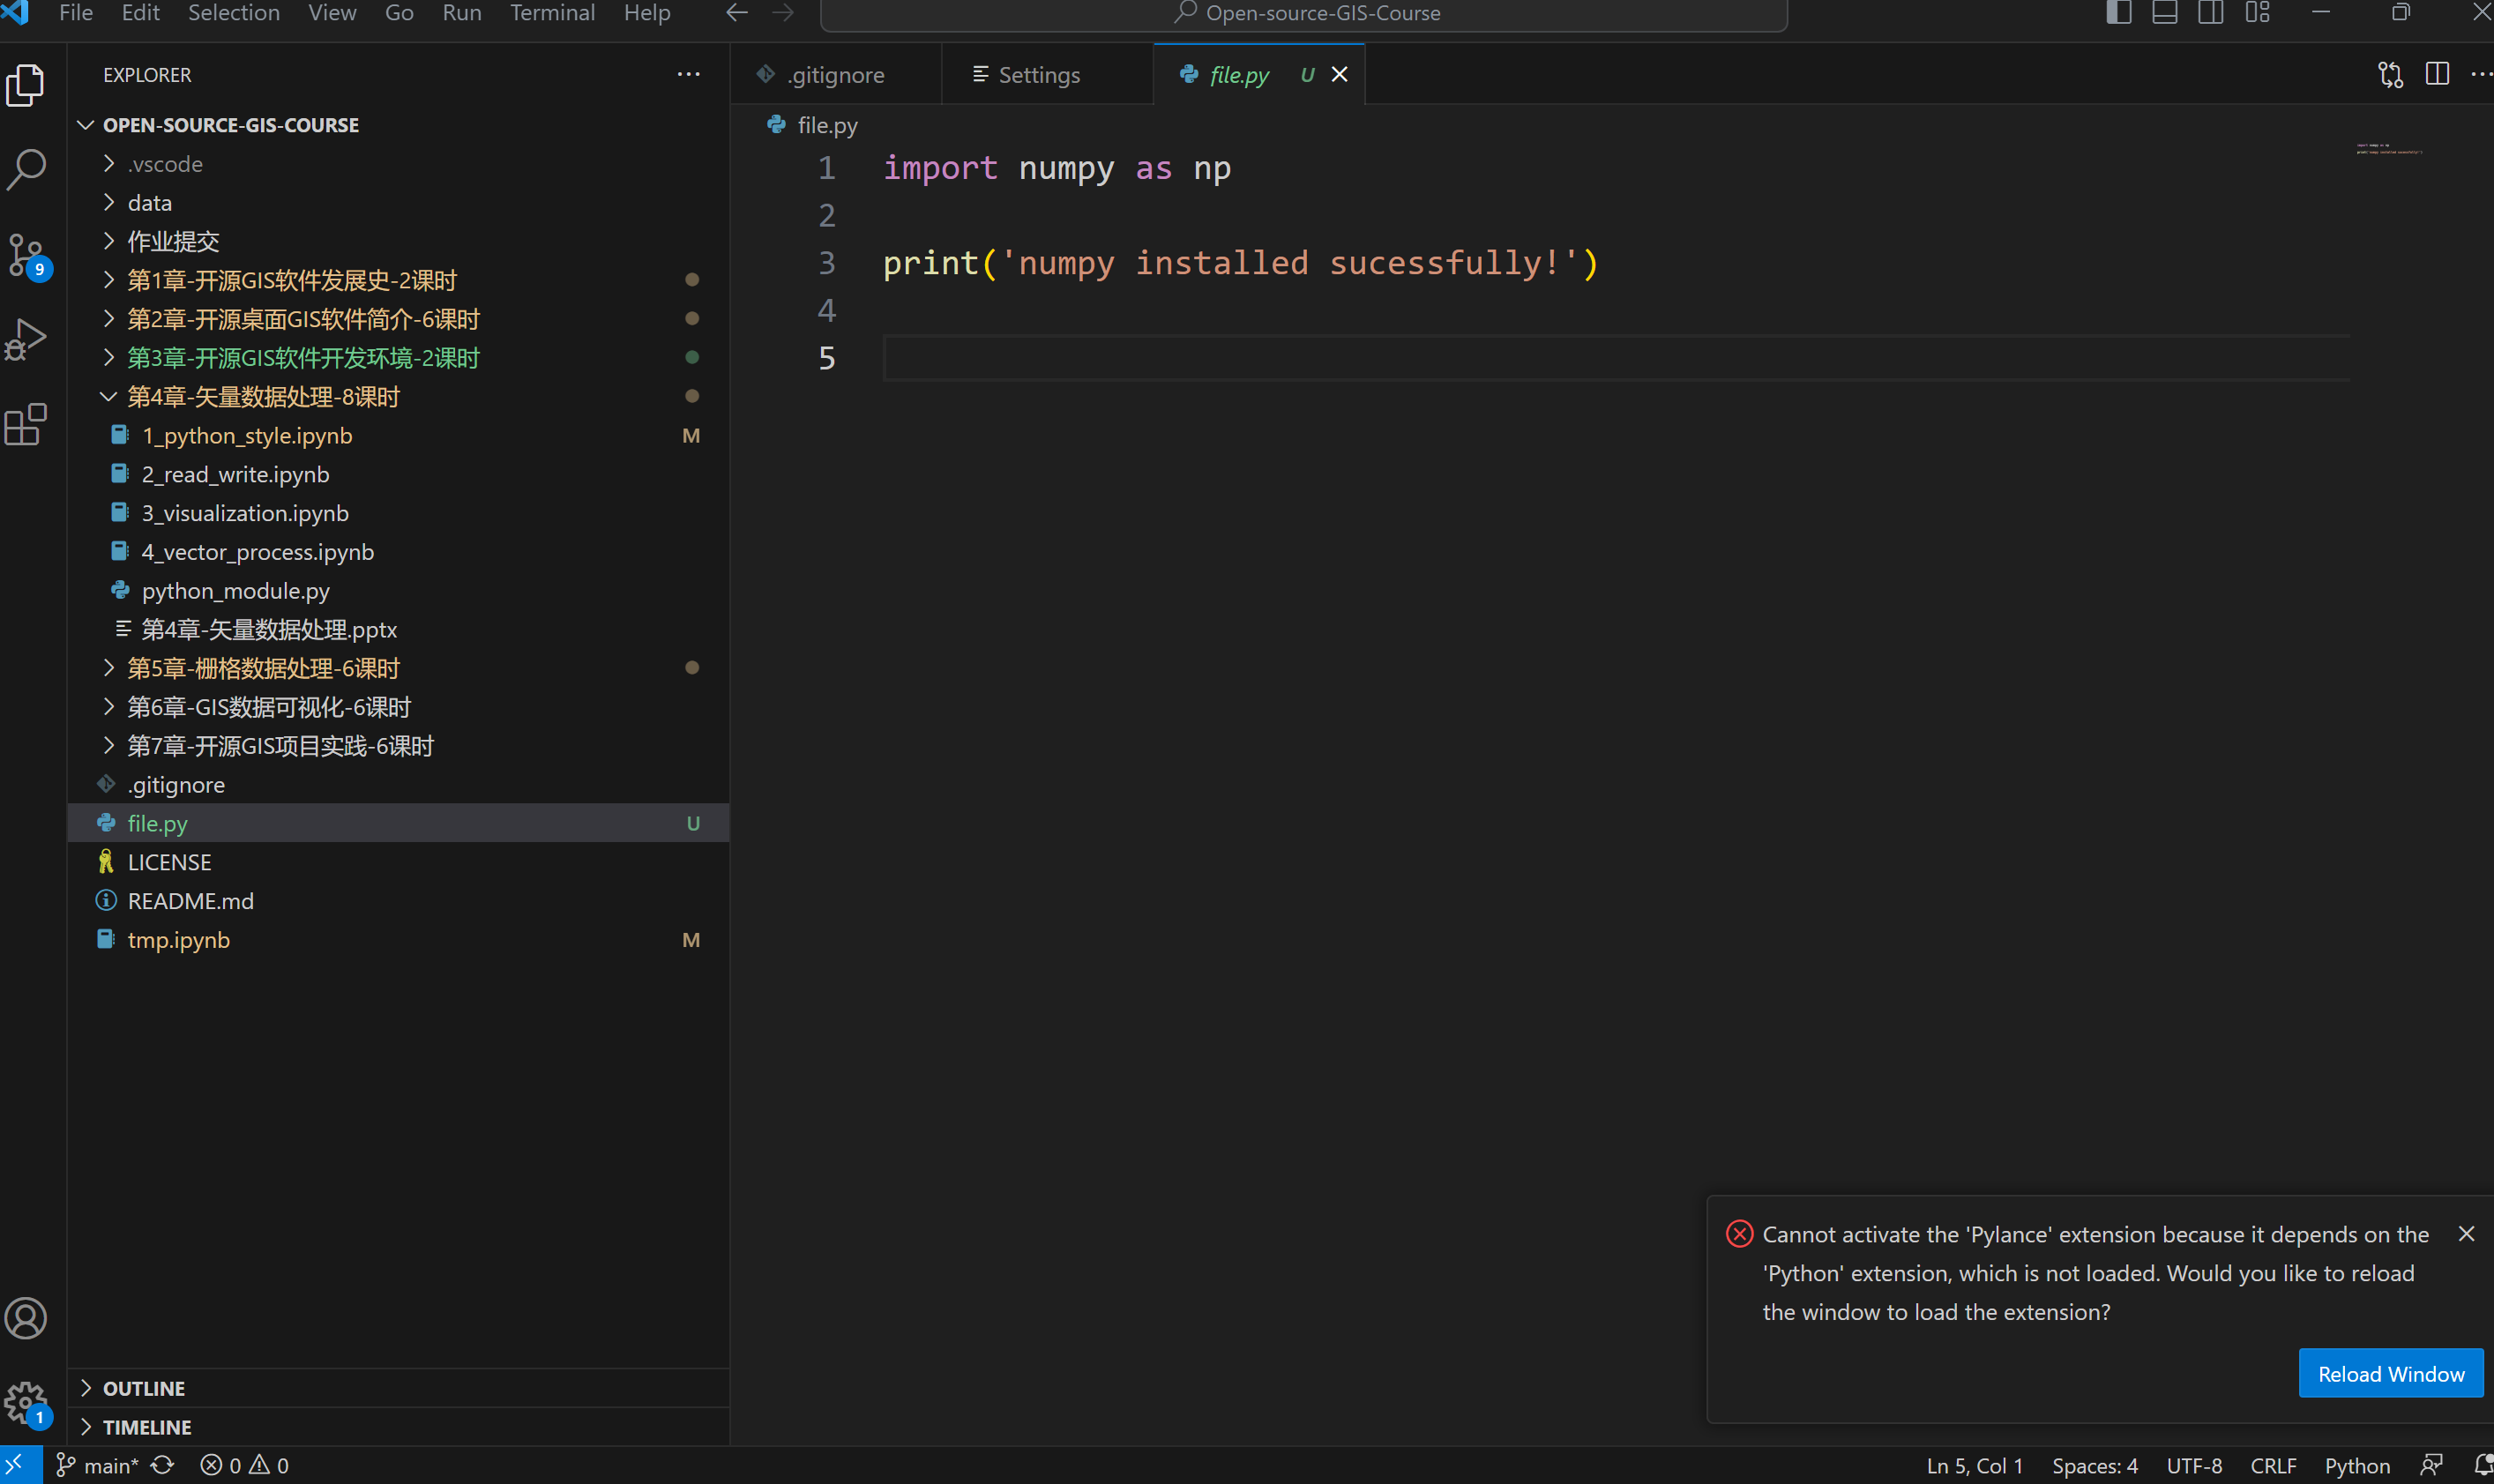 File Edit Selection View Go Run Terminal Help Open-source-GIS-Course
EXPLORER
OPEN-SOURCE-GIS-COURSE
.vscode
data
作业提交
第1章-开源GIS软件发展史-2课时
第2章-开源桌面GIS软件简介-6课时
第3章-开源GIS软件开发环境-2课时
第4章-矢量数据处理-8课时
1_python_style.ipynb M
2_read_write.ipynb
3_visualization.ipynb
4_vector_process.ipynb
python_module.py
第4章-矢量数据处理.pptx
第5章-栅格数据处理-6课时
第6章-GIS数据可视化-6课时
第7章-开源GIS项目实践-6课时
.gitignore
file.py U
LICENSE
README.md
tmp.ipynb M
OUTLINE
TIMELINE
9
1
.gitignore Settings file.py U
file.py
1 import numpy as np
2
3 print('numpy installed sucessfully!')
4
5
Cannot activate the 'Pylance' extension because it depends on the
'Python' extension, which is not loaded. Would you like to reload
the window to load the extension?
Reload Window
main* 0 0 Ln 5, Col 1 Spaces: 4 UTF-8 CRLF Python